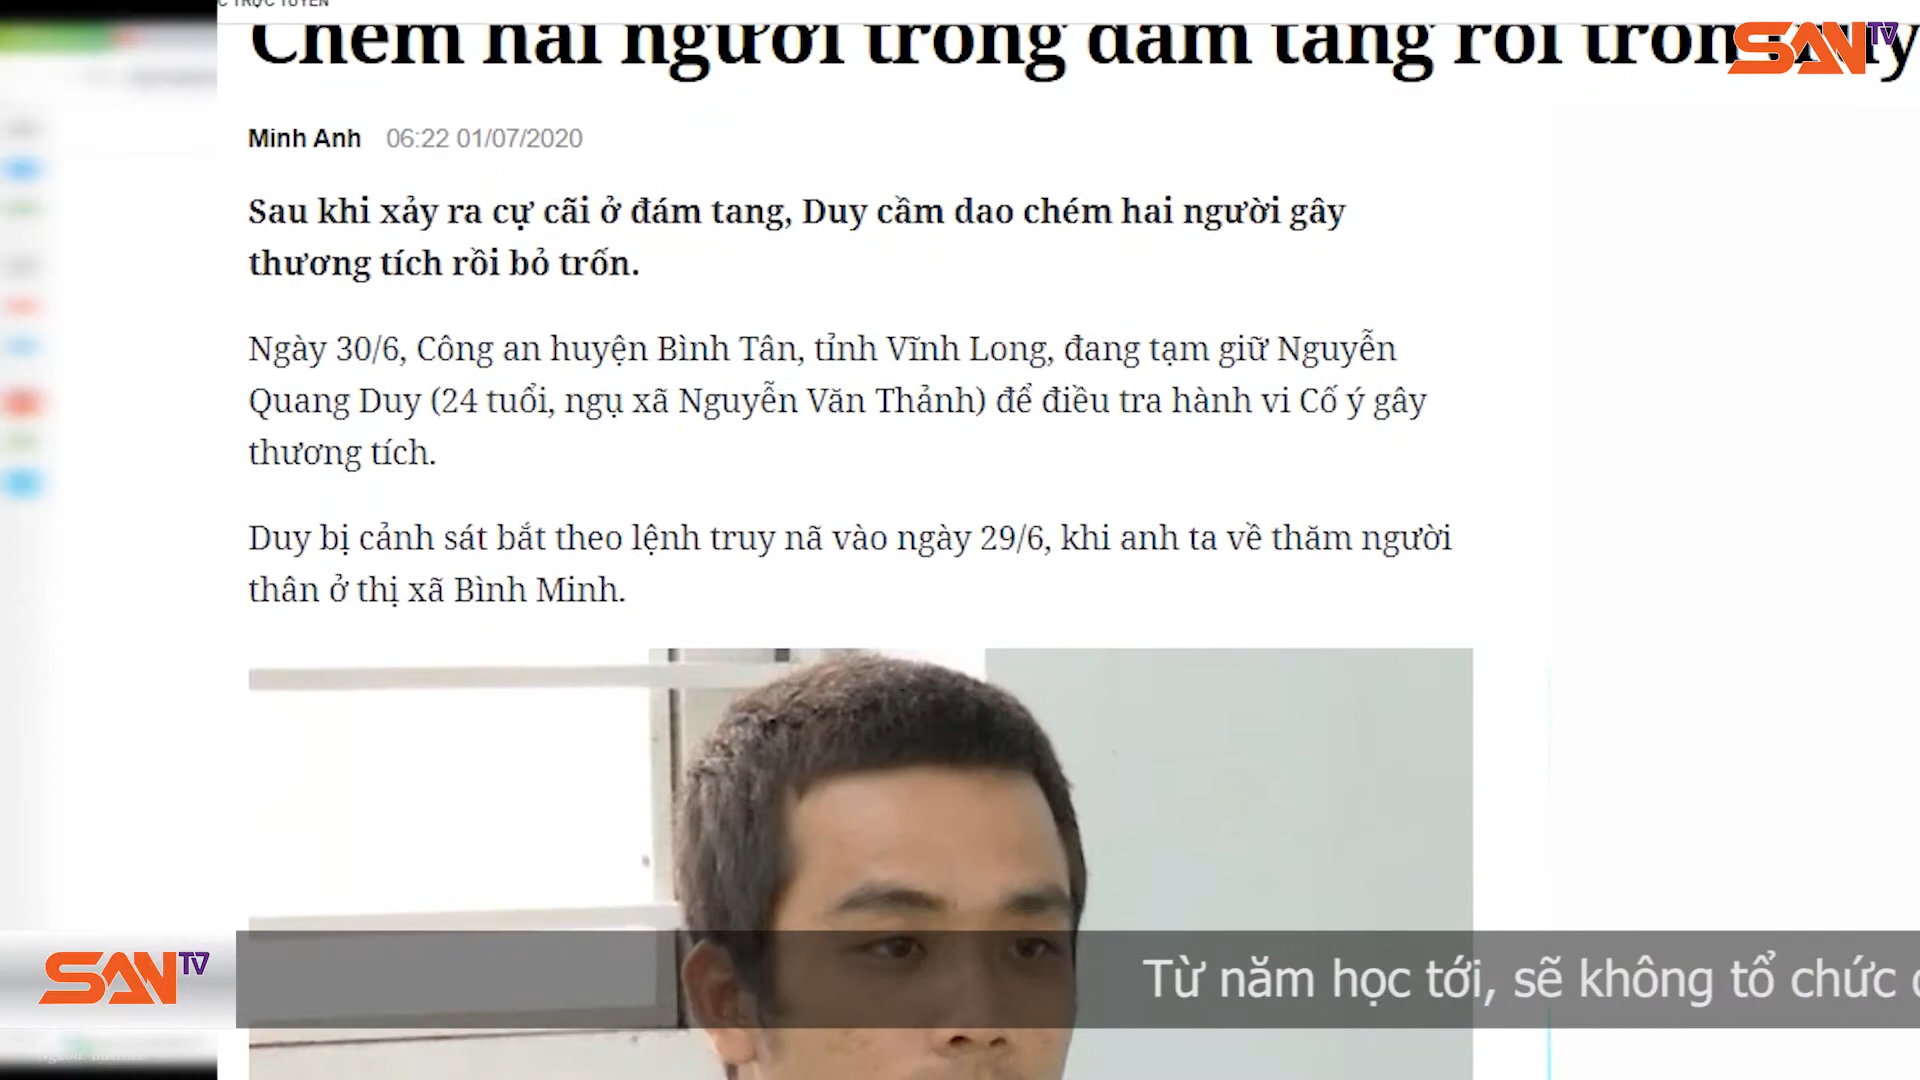 C TRỰC TUYẾN
Chém hai người trong đám tang rồi trốn
SAN TV
Minh Anh 06:22 01/07/2020
Sau khi xảy ra cự cãi ở đám tang, Duy cầm dao chém hai người gây
thương tích rồi bỏ trốn.
Ngày 30/6, Công an huyện Bình Tân, tỉnh Vĩnh Long, đang tạm giữ Nguyễn
Quang Duy (24 tuổi, ngụ xã Nguyễn Văn Thảnh) để điều tra hành vi Cố ý gây
thương tích.
Duy bị cảnh sát bắt theo lệnh truy nã vào ngày 29/6, khi anh ta về thăm người
thân ở thị xã Bình Minh.
SAN TV
Từ năm học tới, sẽ không tổ chức